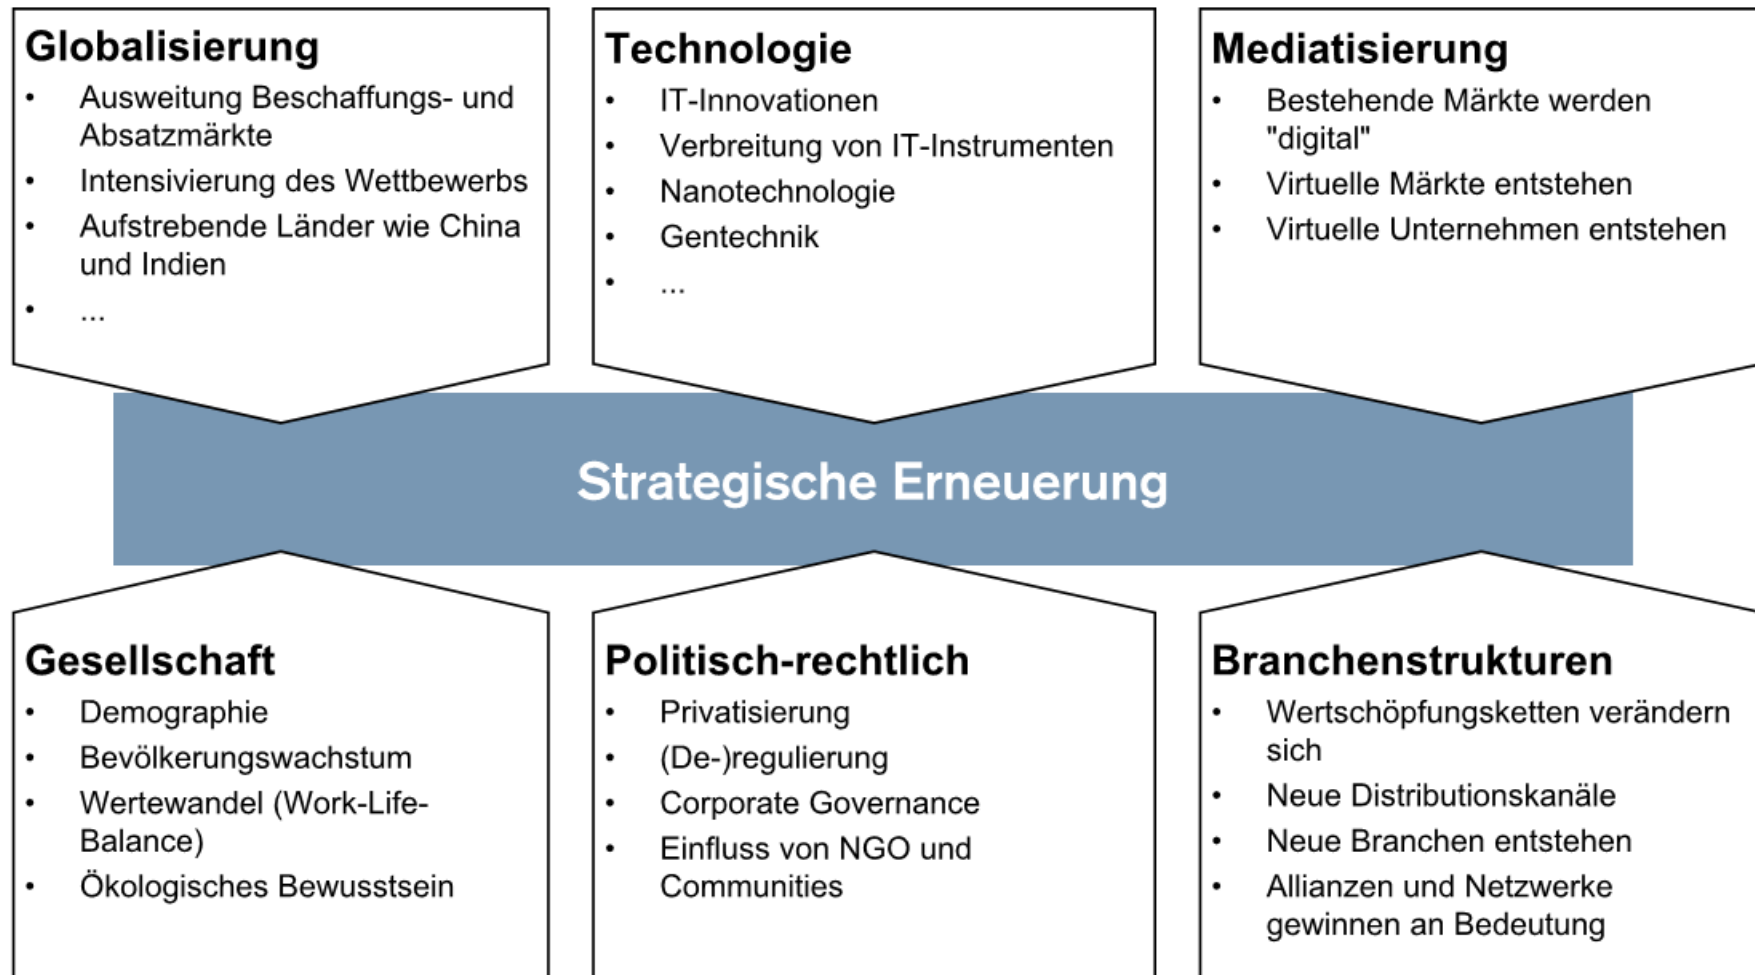 Globalisierung
• Ausweitung Beschaffungs- und
Absatzmärkte
• Intensivierung des Wettbewerbs
• Aufstrebende Länder wie China
und Indien
• ...
Technologie
• IT-Innovationen
• Verbreitung von IT-Instrumenten
• Nanotechnologie
• Gentechnik
• ...
Mediatisierung
• Bestehende Märkte werden
"digital"
• Virtuelle Märkte entstehen
• Virtuelle Unternehmen entstehen
Strategische Erneuerung
Gesellschaft
• Demographie
• Bevölkerungswachstum
• Wertewandel (Work-Life-
Balance)
• Ökologisches Bewusstsein
Politisch-rechtlich
• Privatisierung
• (De-)regulierung
• Corporate Governance
• Einfluss von NGO und
Communities
Branchenstrukturen
• Wertschöpfungsketten verändern
sich
• Neue Distributionskanäle
• Neue Branchen entstehen
• Allianzen und Netzwerke
gewinnen an Bedeutung